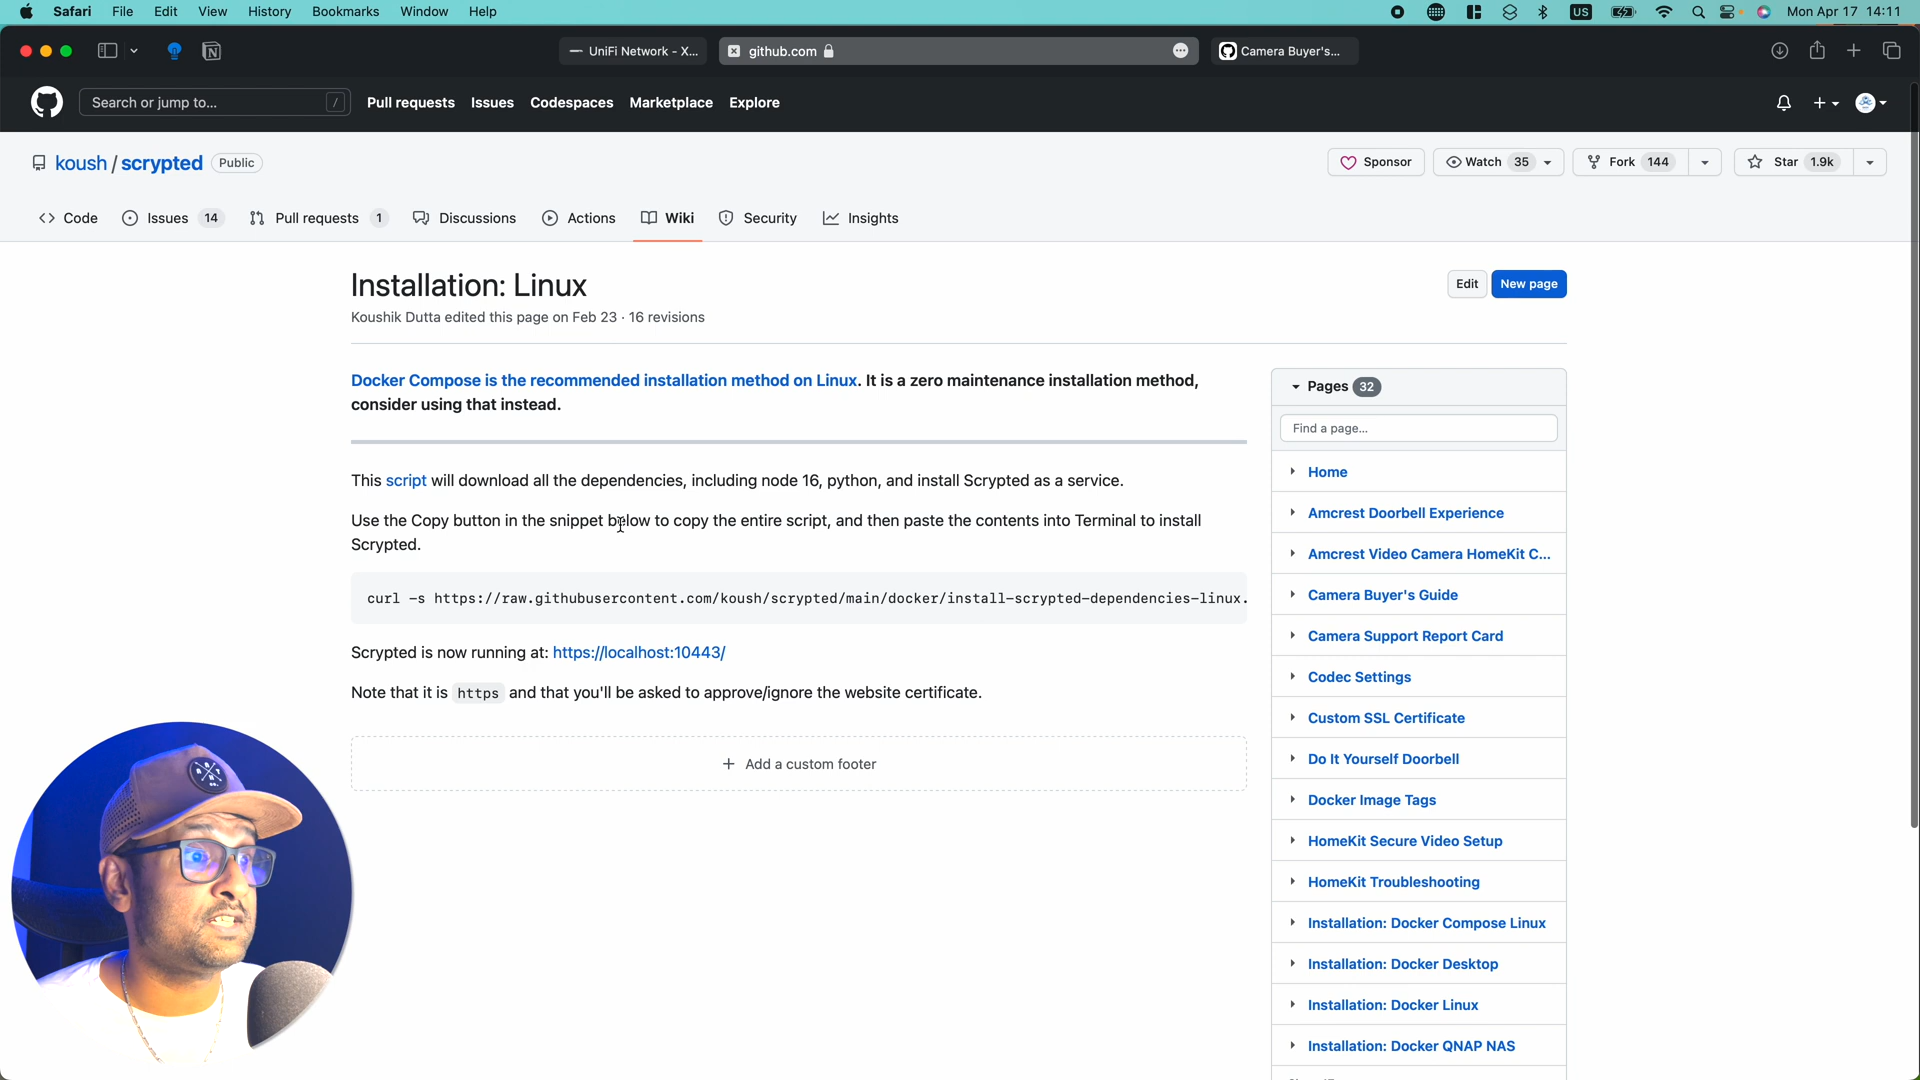 Safari File Edit View History Bookmarks Window Help
US Mon Apr 17 14:11
UniFi Network - X...
github.com
Camera Buyer's...
Search or jump to... /
Pull requests Issues Codespaces Marketplace Explore
koush / scrypted Public
Sponsor
Watch 35
Fork 144
Star 1.9k
Code
Issues 14
Pull requests 1
Discussions
Actions
Wiki
Security
Insights
Installation: Linux
Edit
New page
Koushik Dutta edited this page on Feb 23 · 16 revisions
Docker Compose is the recommended installation method on Linux. It is a zero maintenance installation method,
consider using that instead.
This script will download all the dependencies, including node 16, python, and install Scrypted as a service.
Use the Copy button in the snippet below to copy the entire script, and then paste the contents into Terminal to install
Scrypted.
curl -s https://raw.githubusercontent.com/koush/scrypted/main/docker/install-scrypted-dependencies-linux.
Scrypted is now running at: https://localhost:10443/
Note that it is https and that you'll be asked to approve/ignore the website certificate.
+ Add a custom footer
Pages 32
Find a page...
Home
Amcrest Doorbell Experience
Amcrest Video Camera HomeKit C...
Camera Buyer's Guide
Camera Support Report Card
Codec Settings
Custom SSL Certificate
Do It Yourself Doorbell
Docker Image Tags
HomeKit Secure Video Setup
HomeKit Troubleshooting
Installation: Docker Compose Linux
Installation: Docker Desktop
Installation: Docker Linux
Installation: Docker QNAP NAS